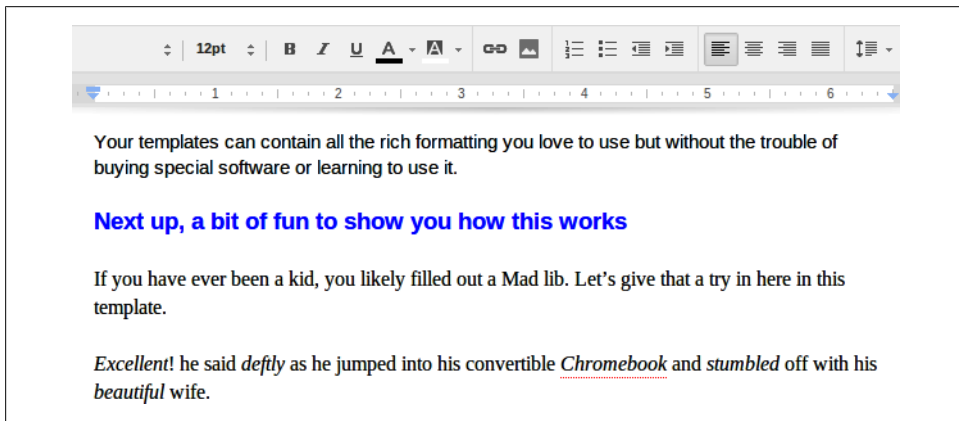 12pt B I U A A
1 2 3 4 5 6
Your templates can contain all the rich formatting you love to use but without the trouble of
buying special software or learning to use it.
Next up, a bit of fun to show you how this works
If you have ever been a kid, you likely filled out a Mad lib. Let’s give that a try in here in this
template.
Excellent! he said deftly as he jumped into his convertible Chromebook and stumbled off with his
beautiful wife.